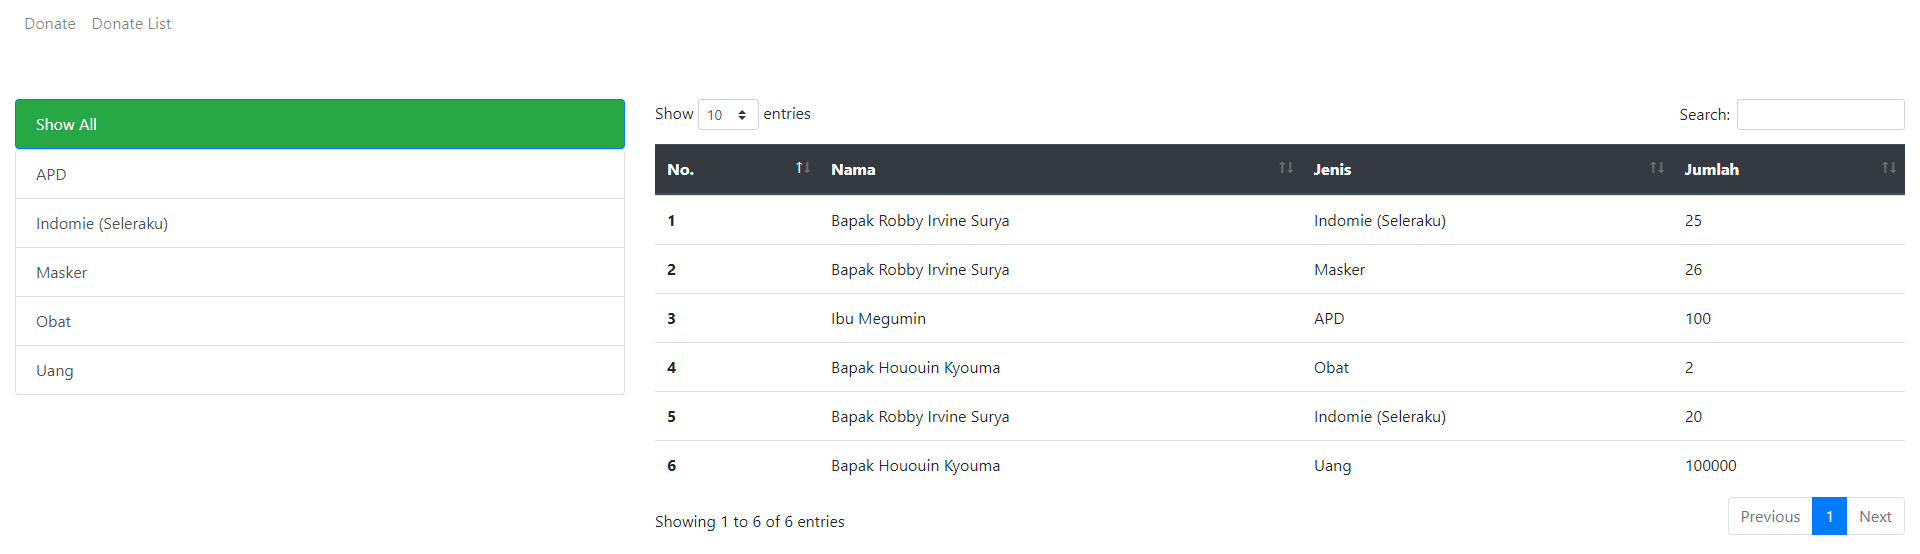 Donate Donate List
Show All
APD
Indomie (Seleraku)
Masker
Obat
Uang
Show 10 entries
Search:
No. Nama Jenis Jumlah
1 Bapak Robby Irvine Surya Indomie (Seleraku) 25
2 Bapak Robby Irvine Surya Masker 26
3 Ibu Megumin APD 100
4 Bapak Hououin Kyouma Obat 2
5 Bapak Robby Irvine Surya Indomie (Seleraku) 20
6 Bapak Hououin Kyouma Uang 100000
Showing 1 to 6 of 6 entries
Previous 1 Next